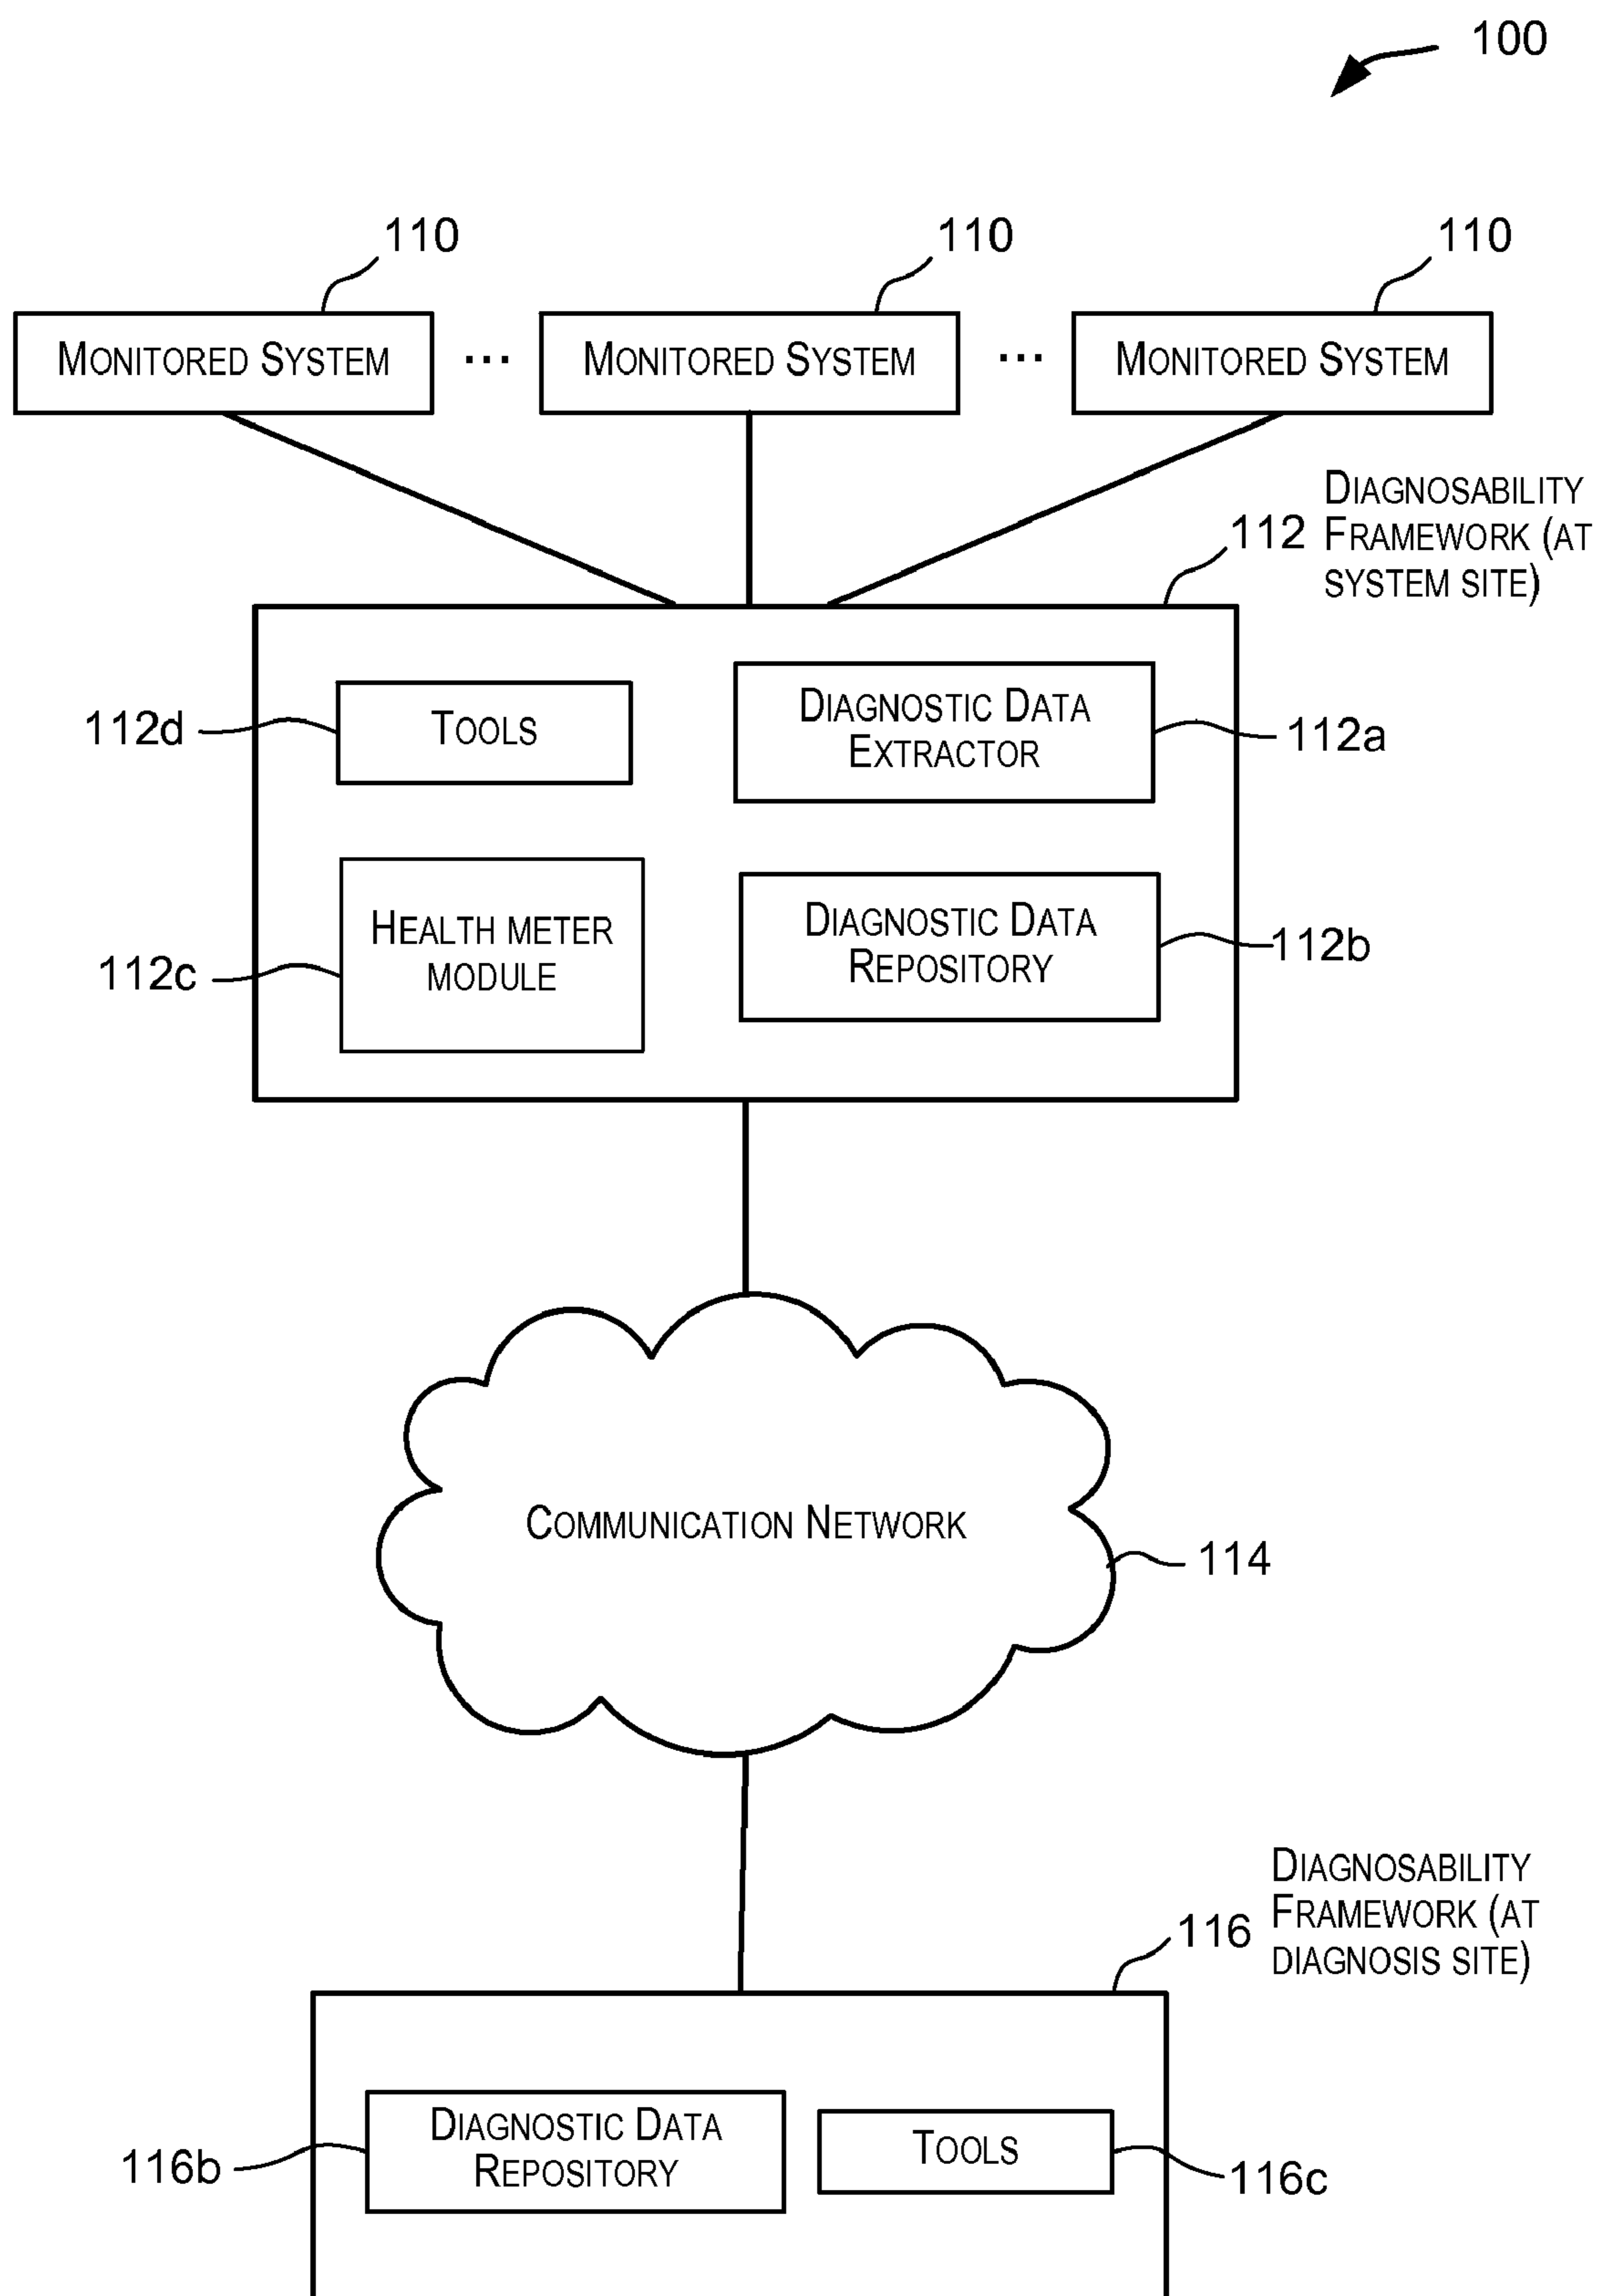 100
110
110
110
Monitored System
...
Monitored System
...
Monitored System
Diagnosability
112 Framework (at
system site)
112d
Tools
Diagnostic Data
Extractor
112a
Health meter
module
112c
Diagnostic Data
Repository
112b
Communication Network
114
Diagnosability
116 Framework (at
diagnosis site)
116b
Diagnostic Data
Repository
Tools
116c